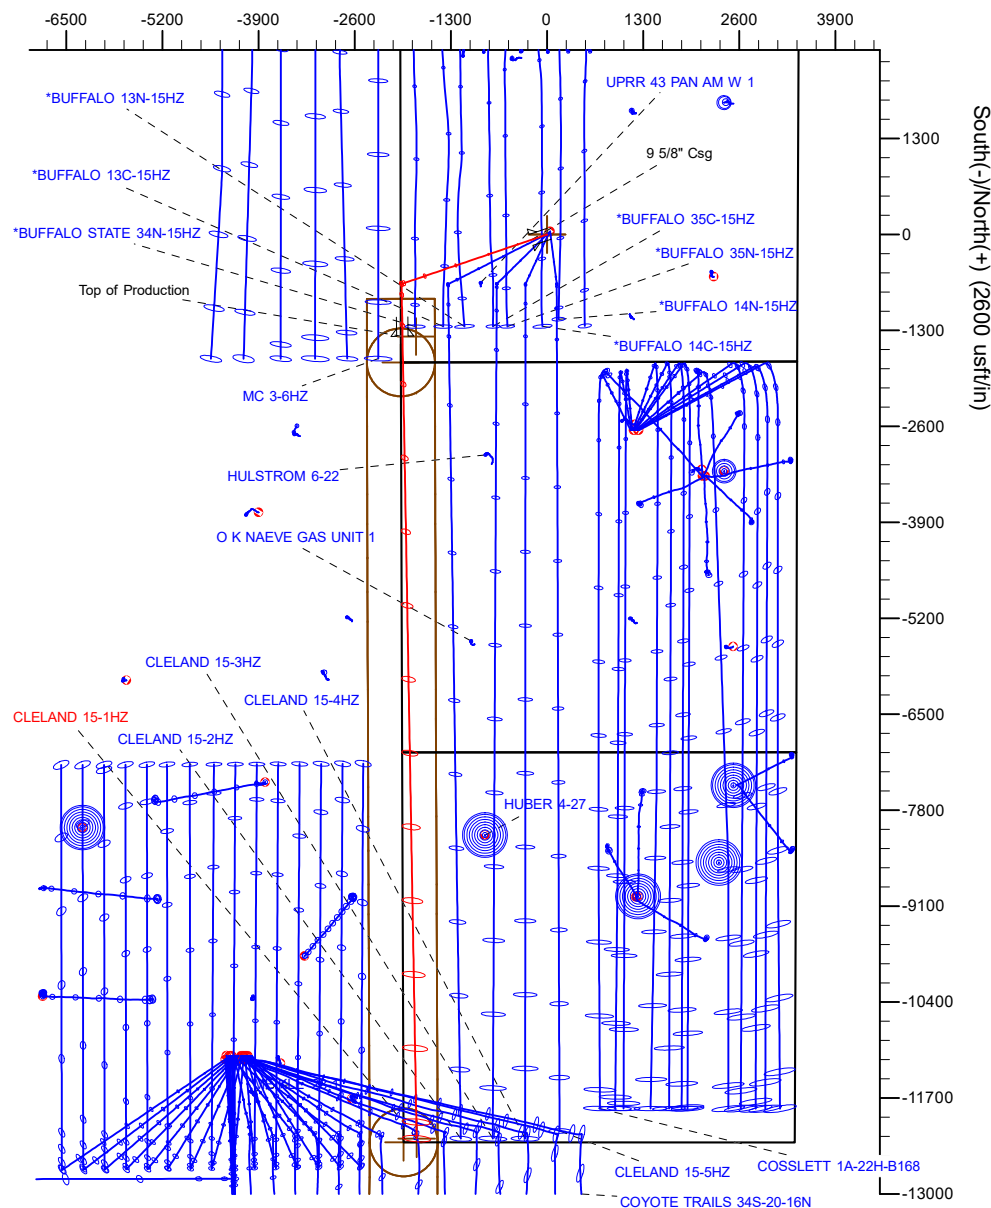 -6500 -5200 -3900 -2600 -1300 0 1300 2600 3900
*BUFFALO 13N-15HZ
UPRR 43 PAN AM W 1
1300
9 5/8" Csg
*BUFFALO 13C-15HZ
*BUFFALO 35C-15HZ
*BUFFALO STATE 34N-15HZ
0
*BUFFALO 35N-15HZ
Top of Production
*BUFFALO 14N-15HZ
-1300
*BUFFALO 14C-15HZ
MC 3-6HZ
-2600
HULSTROM 6-22
-3900
O K NAEVE GAS UNIT 1
-5200
CLELAND 15-3HZ
CLELAND 15-4HZ
CLELAND 15-1HZ
-6500
CLELAND 15-2HZ
HUBER 4-27
-7800
-9100
-10400
-11700
CLELAND 15-5HZ
COSSLETT 1A-22H-B168
COYOTE TRAILS 34S-20-16N
-13000
South(-)/North(+) (2600 usft/in)